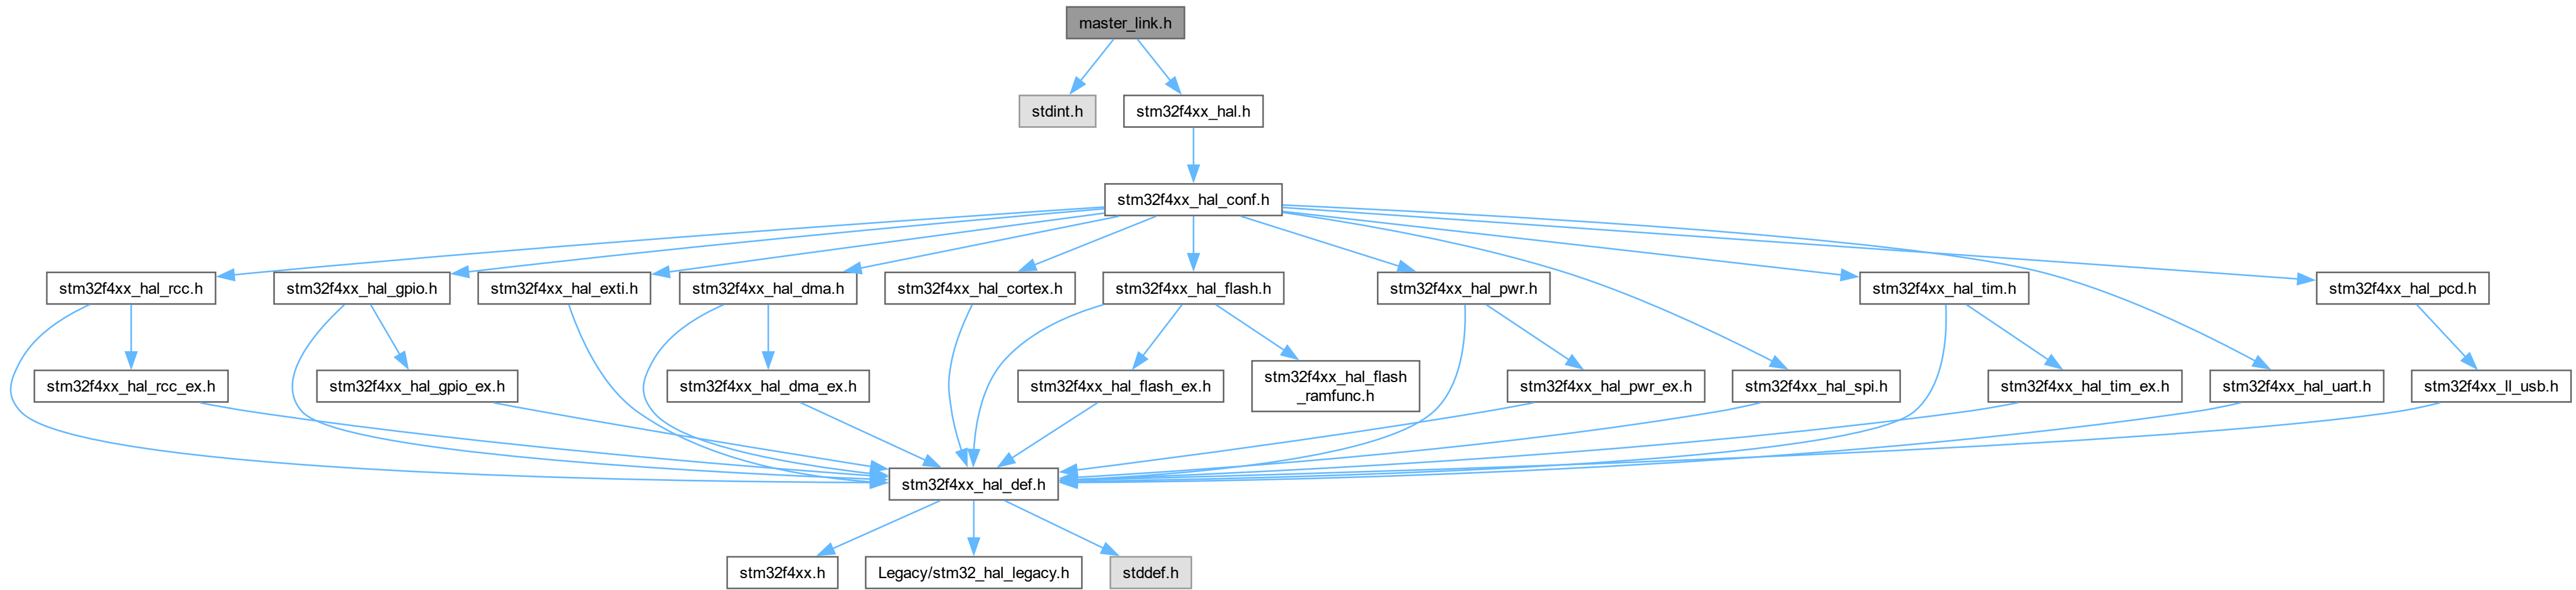 master_link.h
stdint.h
stm32f4xx_hal.h
stm32f4xx_hal_conf.h
stm32f4xx_hal_rcc.h
stm32f4xx_hal_gpio.h
stm32f4xx_hal_exti.h
stm32f4xx_hal_dma.h
stm32f4xx_hal_cortex.h
stm32f4xx_hal_flash.h
stm32f4xx_hal_pwr.h
stm32f4xx_hal_tim.h
stm32f4xx_hal_pcd.h
stm32f4xx_hal_rcc_ex.h
stm32f4xx_hal_gpio_ex.h
stm32f4xx_hal_dma_ex.h
stm32f4xx_hal_flash_ex.h
stm32f4xx_hal_flash
_ramfunc.h
stm32f4xx_hal_pwr_ex.h
stm32f4xx_hal_spi.h
stm32f4xx_hal_tim_ex.h
stm32f4xx_hal_uart.h
stm32f4xx_ll_usb.h
stm32f4xx_hal_def.h
stm32f4xx.h
Legacy/stm32_hal_legacy.h
stddef.h